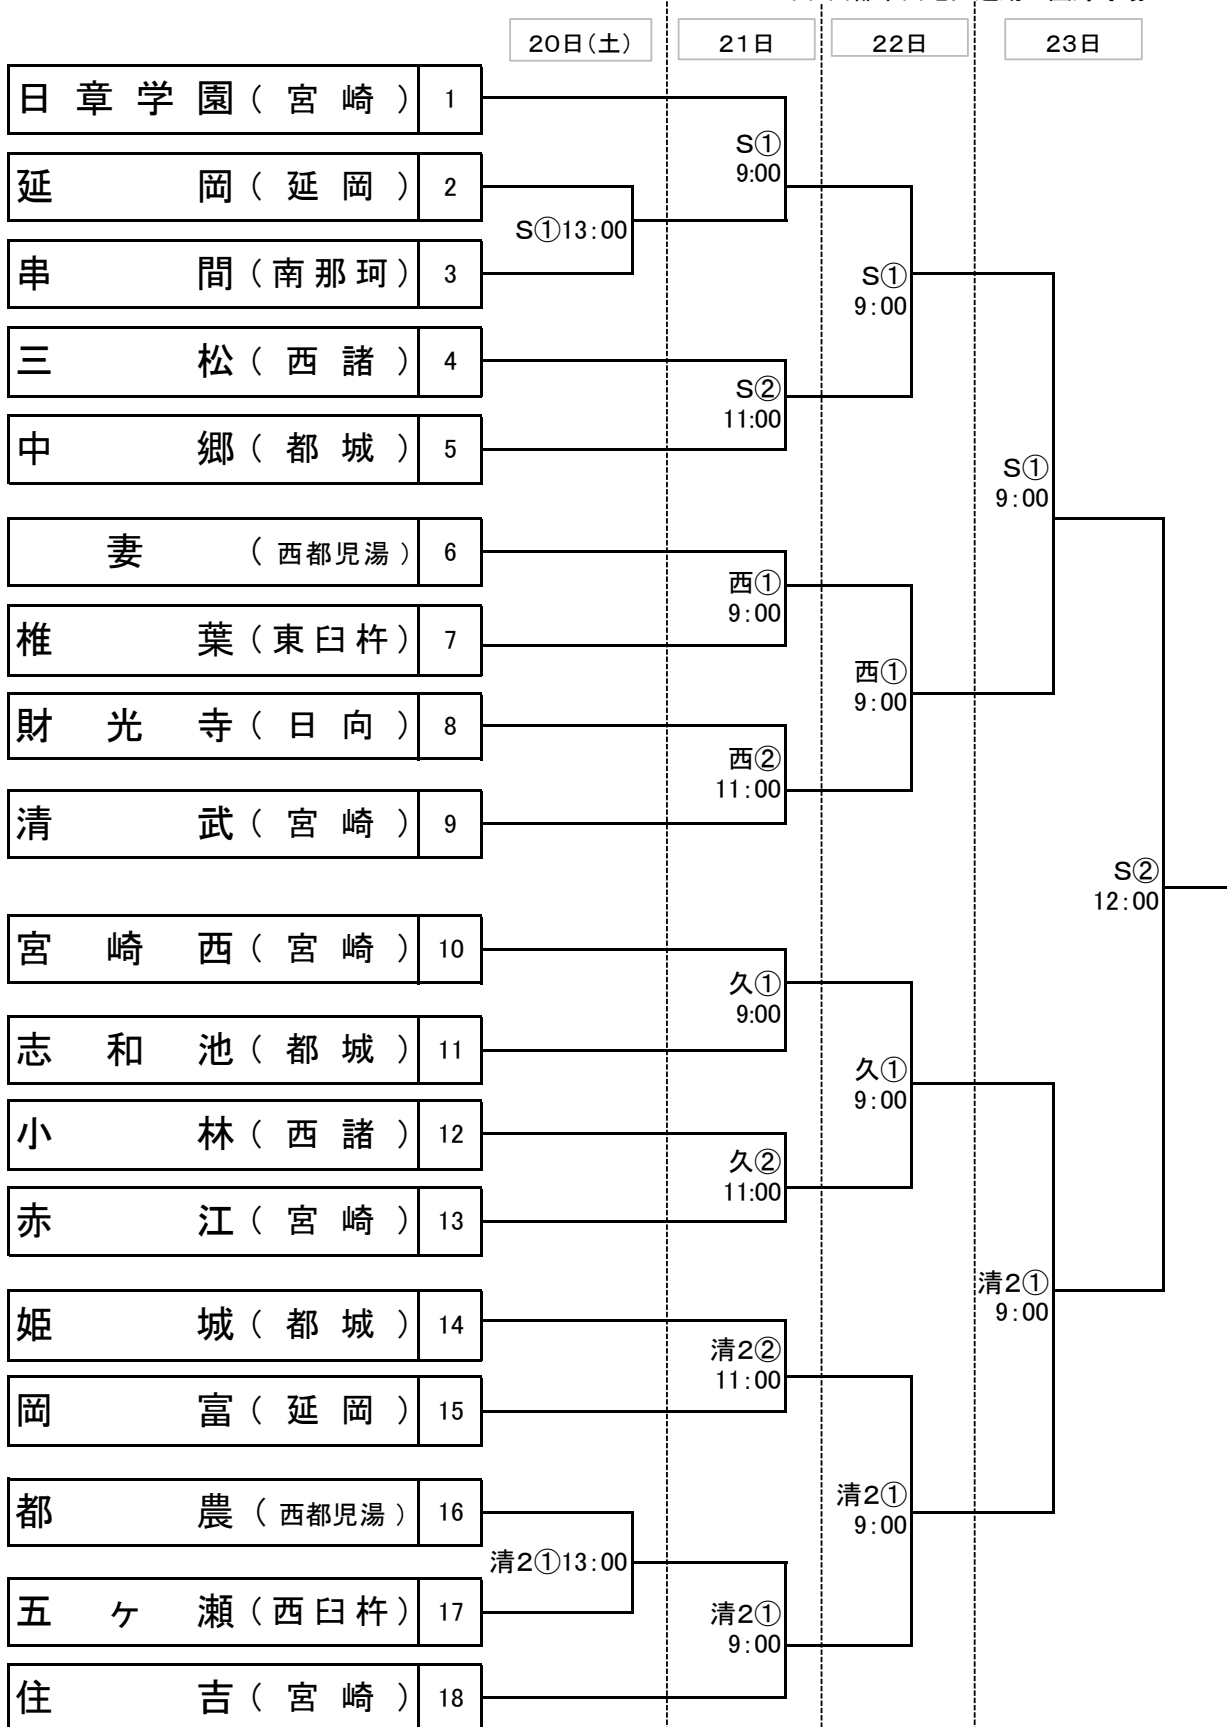 20日(土) 21日 22日 23日
日章学園(宮崎) 1
S①
9:00
延岡(延岡) 2
S①13:00
串間(南那珂) 3
S①
9:00
三松(西諸) 4
S②
11:00
中郷(都城) 5
S①
9:00
妻(西都児湯) 6
西①
9:00
椎葉(東臼杵) 7
西①
9:00
財光寺(日向) 8
西②
11:00
清武(宮崎) 9
S②
12:00
宮崎西(宮崎) 10
久①
9:00
志和池(都城) 11
久①
9:00
小林(西諸) 12
久②
11:00
赤江(宮崎) 13
清2①
9:00
姫城(都城) 14
清2②
11:00
岡富(延岡) 15
清2①
9:00
都農(西都児湯) 16
清2①13:00
五ヶ瀬(西臼杵) 17
清2①
9:00
住吉(宮崎) 18